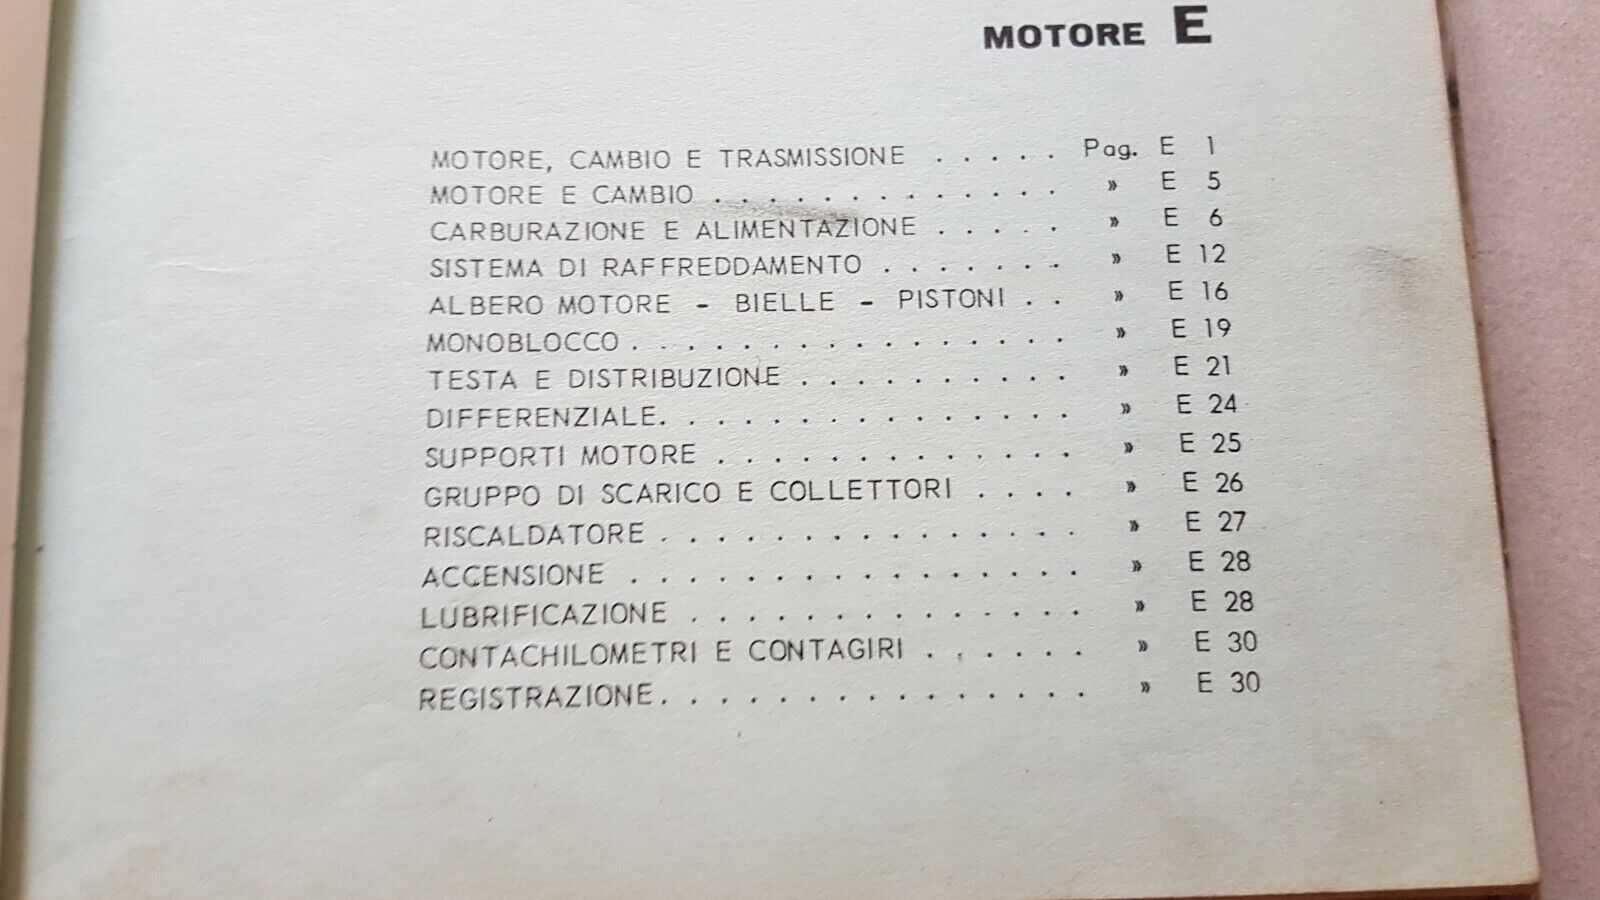 MOTORE E
MOTORE, CAMBIO E TRASMISSIONE . . . . . Pag. E 1
MOTORE E CAMBIO . . . . . . . . . . . . . » E 5
CARBURAZIONE E ALIMENTAZIONE . . . . . » E 6
SISTEMA DI RAFFREDDAMENTO . . . . . . . » E 12
ALBERO MOTORE - BIELLE - PISTONI . . » E 16
MONOBLOCCO . . . . . . . . . . . . . . . . » E 19
TESTA E DISTRIBUZIONE . . . . . . . . . . » E 21
DIFFERENZIALE. . . . . . . . . . . . . . » E 24
SUPPORTI MOTORE . . . . . . . . . . . . . » E 25
GRUPPO DI SCARICO E COLLETTORI . . . . » E 26
RISCALDATORE . . . . . . . . . . . . . . . » E 27
ACCENSIONE . . . . . . . . . . . . . . . . » E 28
LUBRIFICAZIONE . . . . . . . . . . . . . . » E 28
CONTACHILOMETRI E CONTAGIRI . . . . . . » E 30
REGISTRAZIONE. . . . . . . . . . . . . . . » E 30